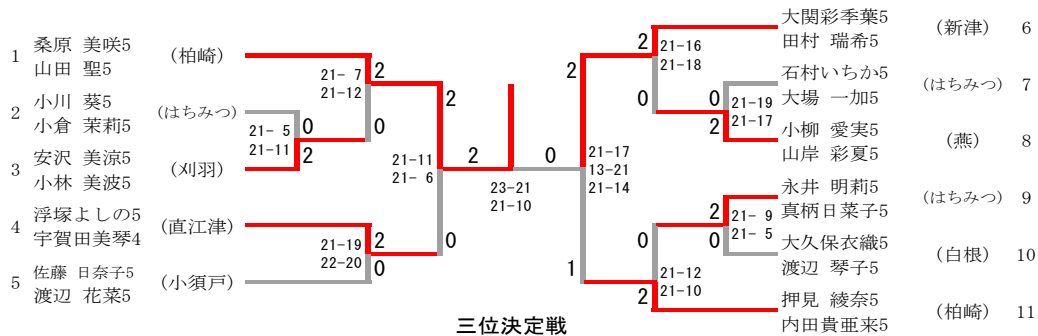 1 桑原 美咲5 (柏崎)
山田 聖5
2 小川 葵5 (はちみつ)
小倉 茉莉5
3 安沢 美涼5 (刈羽)
小林 美波5
4 浮塚よしの5 (直江津)
宇賀田美琴4
5 佐藤 日奈子5 (小須戸)
渡辺 花菜5
21- 7
21-12
2
0
21- 5
21-11
0
2
21-19
22-20
2
0
21-11
21- 6
2
0
2
0
23-21
21-10
21-17
13-21
21-14
2
1
21-16
21-18
2
0
21-19
21-17
0
2
21- 9
21- 5
2
0
21-12
21-10
0
2
大関彩季葉5 (新津) 6
田村 瑞希5
石村いちか5 (はちみつ) 7
大場 一加5
小柳 愛実5 (燕) 8
山岸 彩夏5
永井 明莉5 (はちみつ) 9
真柄日菜子5
大久保衣織5 (白根) 10
渡辺 琴子5
押見 綾奈5 (柏崎) 11
内田貴亜来5
三位決定戦